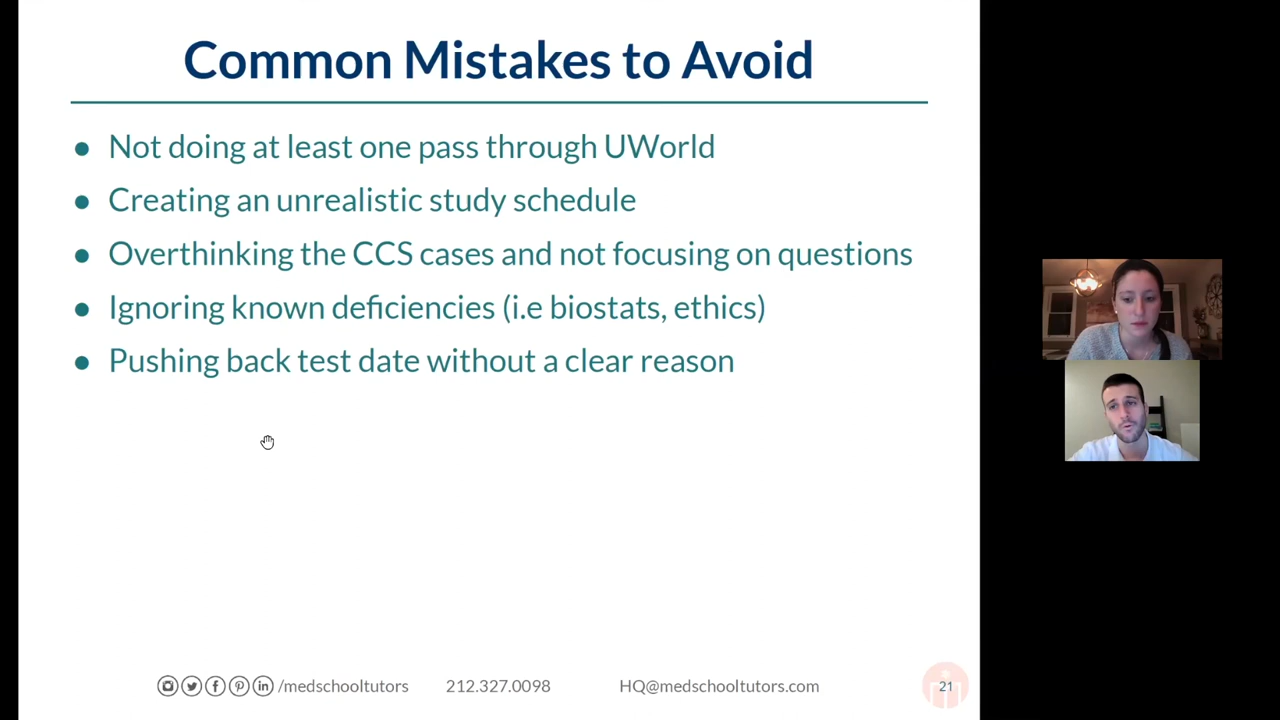 Common Mistakes to Avoid
● Not doing at least one pass through UWorld
● Creating an unrealistic study schedule
● Overthinking the CCS cases and not focusing on questions
● Ignoring known deficiencies (i.e biostats, ethics)
● Pushing back test date without a clear reason
/medschooltutors 212.327.0098 HQ@medschooltutors.com 21